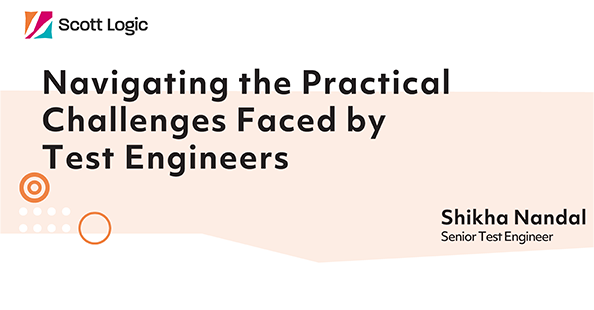 Scott Logic
Navigating the Practical
Challenges Faced by
Test Engineers
Shikha Nandal
Senior Test Engineer